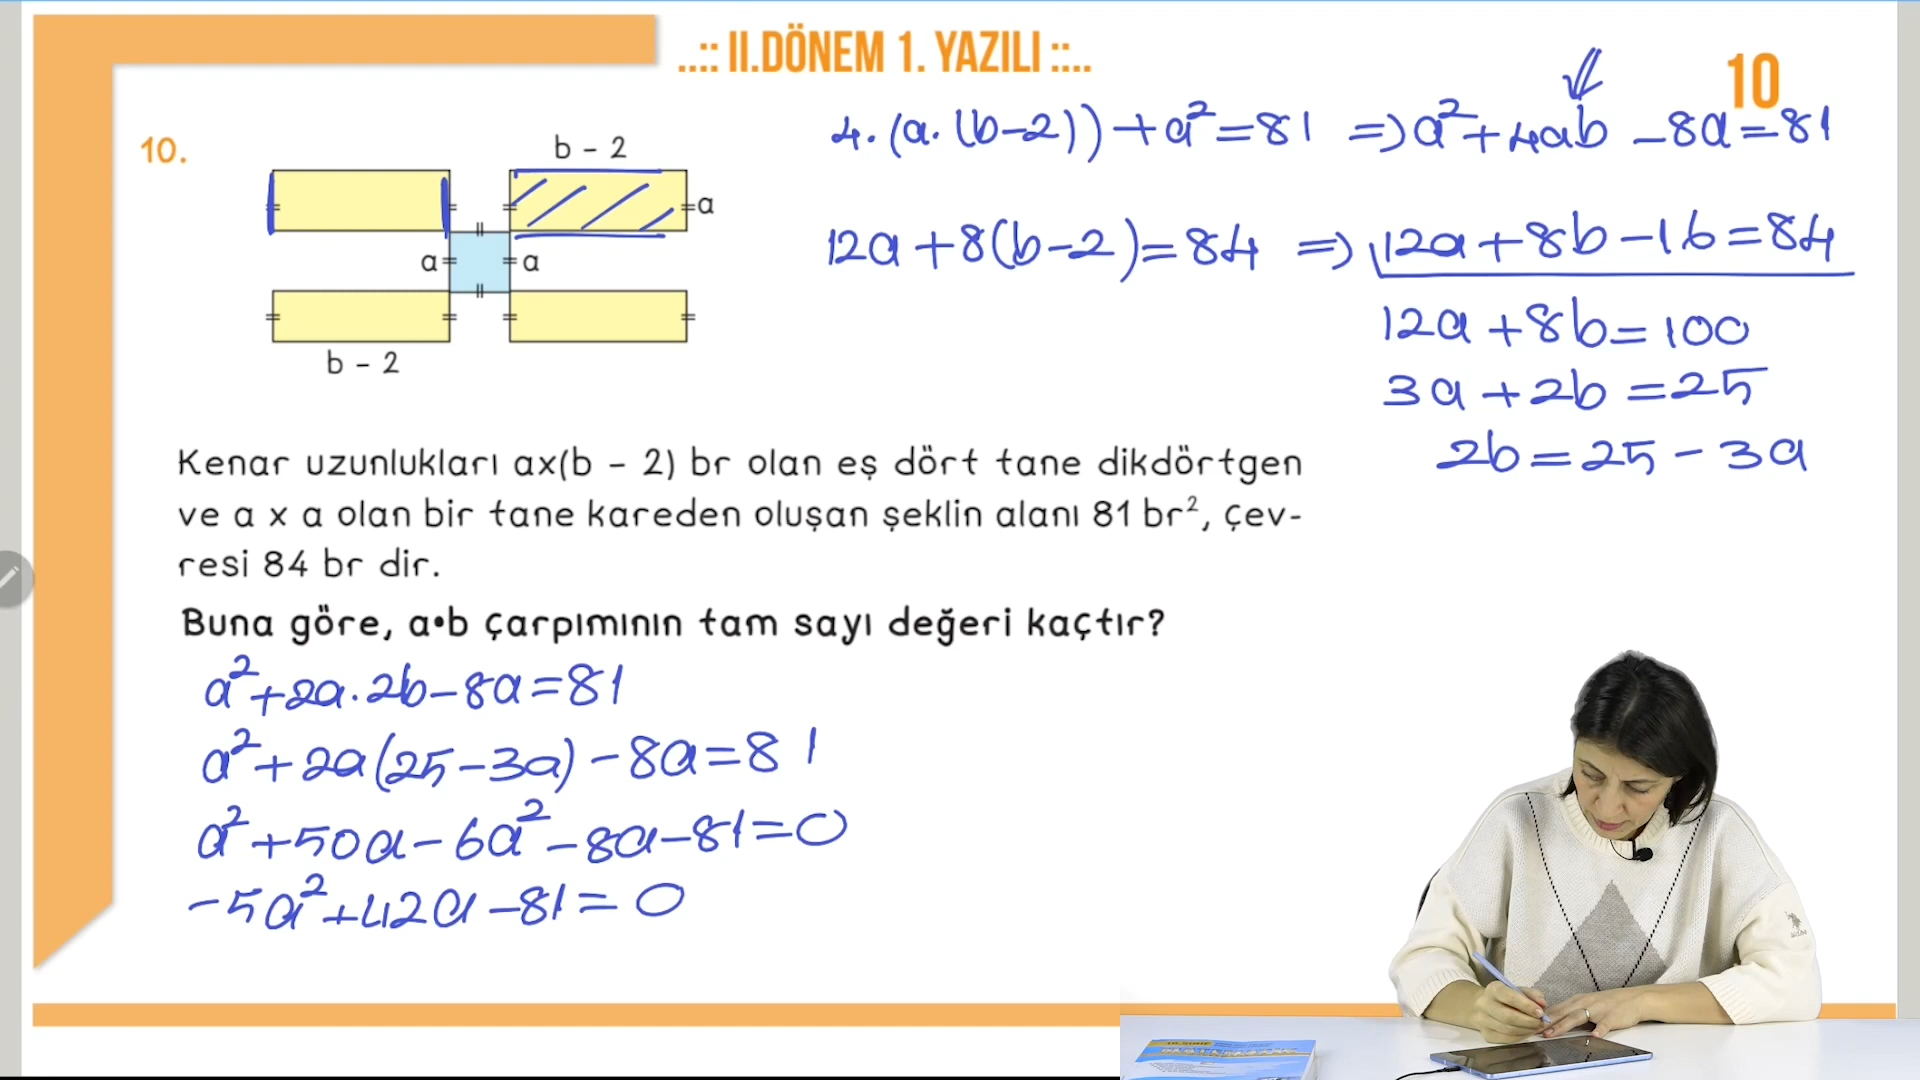 ..:: II.DÖNEM 1. YAZILI ::..
10
10.
b - 2
a
a
a
b - 2
4.(a.(b-2))+a²=81 ⇒ a²+4ab-8a=81
12a+8(b-2)=84 ⇒ 12a+8b-16=84
12a+8b=100
3a+2b=25
2b=25-3a
Kenar uzunlukları ax(b - 2) br olan eş dört tane dikdörtgen
ve a x a olan bir tane kareden oluşan şeklin alanı 81 br², çev-
resi 84 br dir.
Buna göre, a•b çarpımının tam sayı değeri kaçtır?
a²+2a.2b-8a=81
a²+2a(25-3a)-8a=81
a²+50a-6a²-8a-81=0
-5a²+42a-81=0